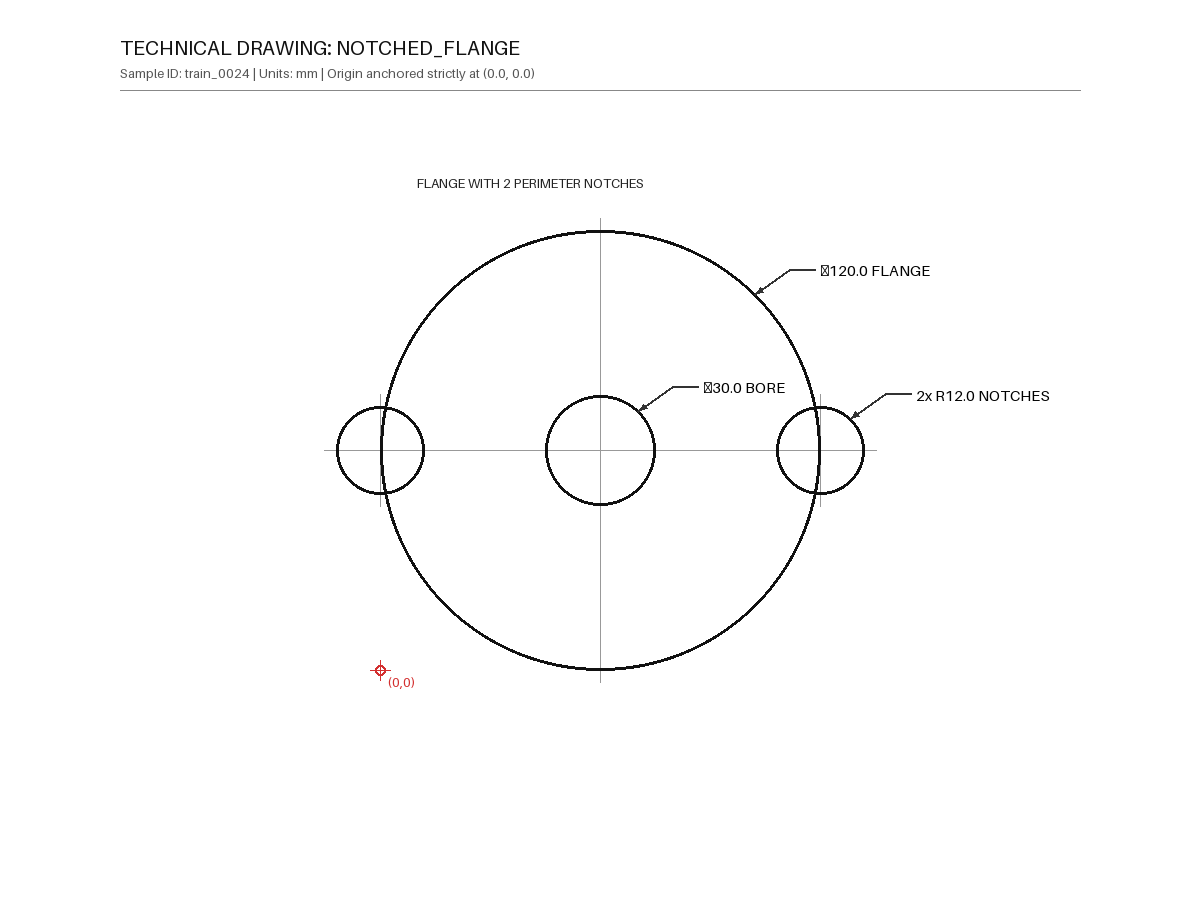 TECHNICAL DRAWING: NOTCHED_FLANGE
Sample ID: train_0024 | Units: mm | Origin anchored strictly at (0.0, 0.0)
FLANGE WITH 2 PERIMETER NOTCHES
120.0 FLANGE
30.0 BORE
2x R12.0 NOTCHES
(0,0)